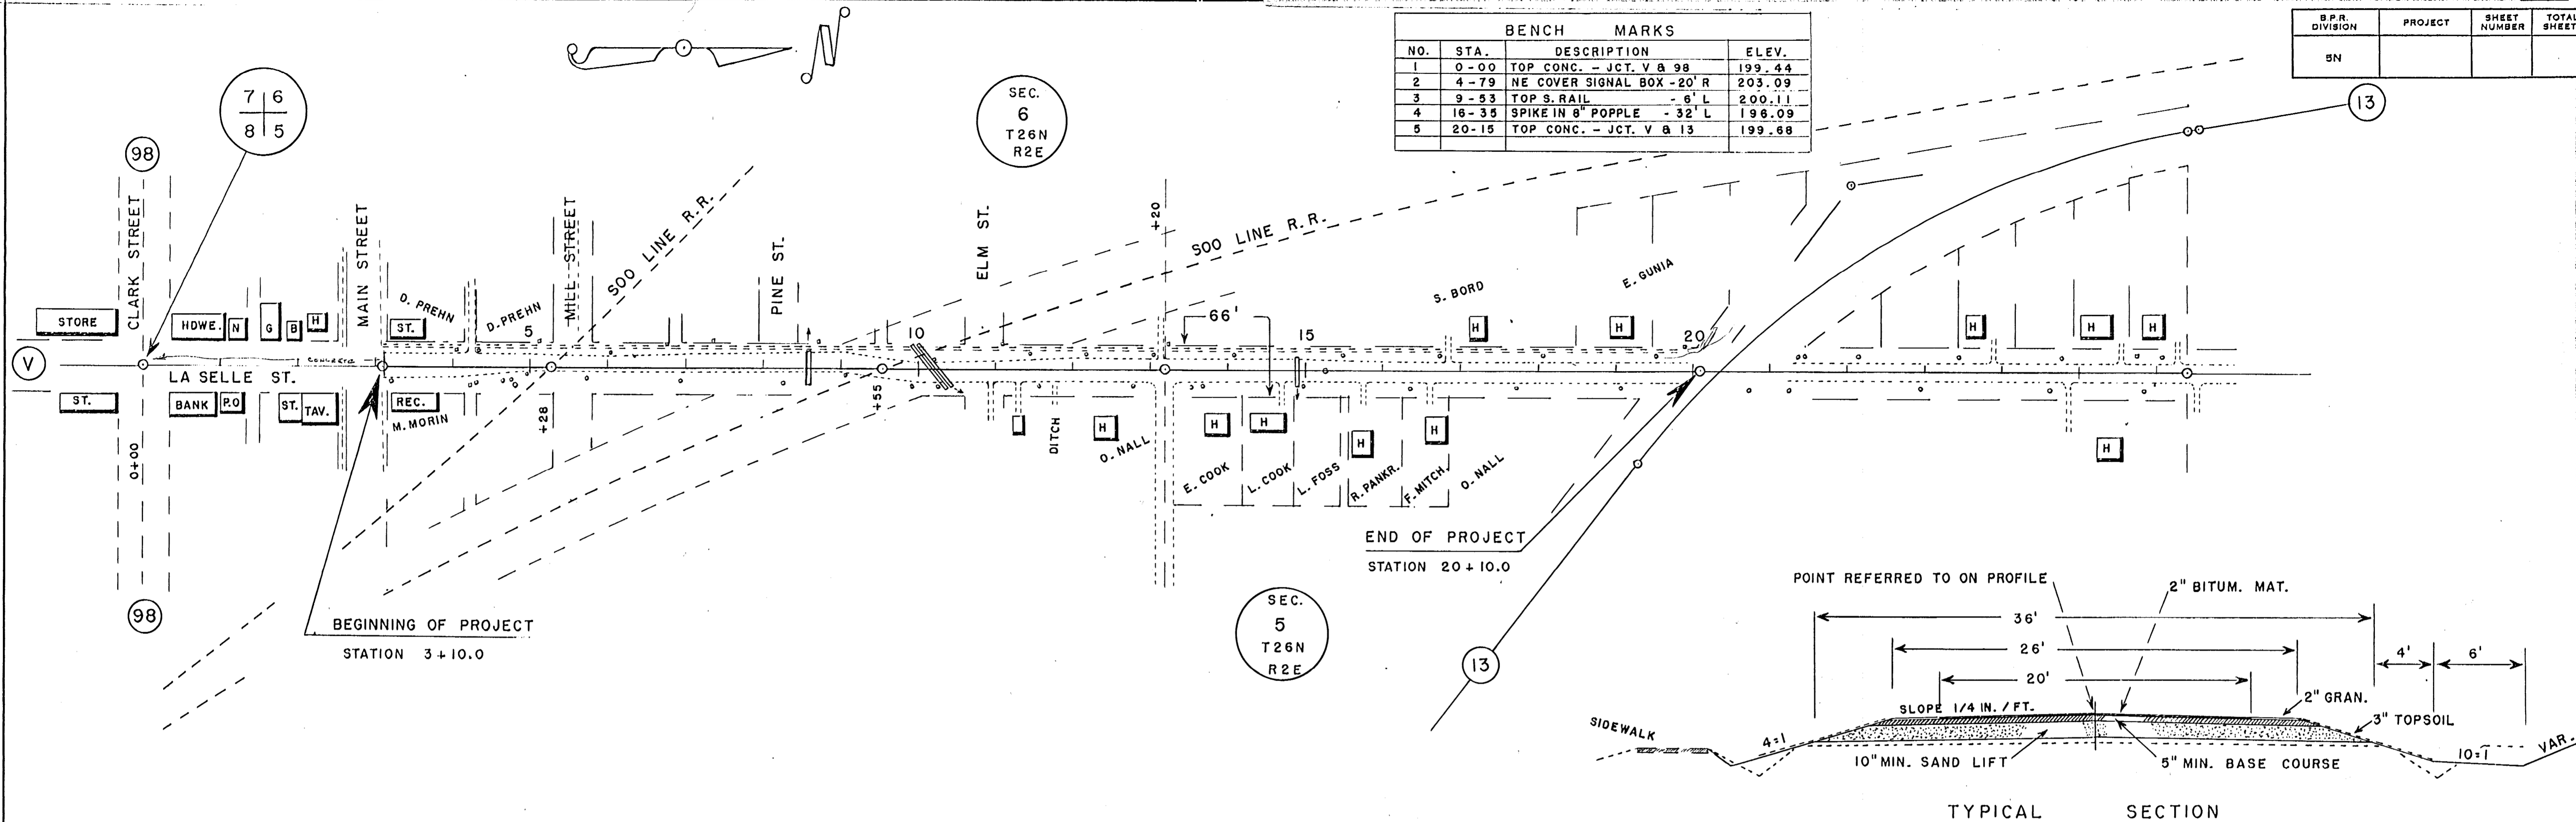 BENCH MARKS
NO. STA. DESCRIPTION ELEV.
1 0-00 TOP CONC. - JCT. V & 98 199.44
2 4-79 NE COVER SIGNAL BOX -20' R 203.09
3 9-53 TOP S. RAIL - 6' L 200.11
4 16-35 SPIKE IN 8" POPPLE - 32' L 196.09
5 20-15 TOP CONC. - JCT. V & 13 199.68
B.P.R. DIVISION PROJECT SHEET NUMBER TOTAL SHEET
5N
N
7 6
8 5
SEC.
6
T26N
R2E
13
98
CLARK STREET
MAIN STREET
MILL STREET
SOO LINE R.R.
PINE ST.
ELM ST.
+20
SOO LINE R.R.
S. BORD
E. GUNIA
D. PREHN
D. PREHN
STORE
HDWE.
N
G
B
H
ST.
5
10
66'
15
H
H
20
H
H
H
V
CONCRETE
LA SELLE ST.
ST.
BANK
P.O
ST.
TAV.
REC.
M. MORIN
+28
+55
DITCH
H
O. NALL
H
H
H
H
E. COOK
L. COOK
L. FOSS
R. PANKR.
F. MITCH.
O. NALL
H
0+00
98
BEGINNING OF PROJECT
STATION 3+10.0
END OF PROJECT
STATION 20+10.0
SEC.
5
T26N
R2E
13
POINT REFERRED TO ON PROFILE
2" BITUM. MAT.
36'
26'
4'
6'
20'
SLOPE 1/4 IN. / FT.
2" GRAN.
3" TOPSOIL
SIDEWALK
4=1
10=1
VAR.
10" MIN. SAND LIFT
5" MIN. BASE COURSE
TYPICAL SECTION